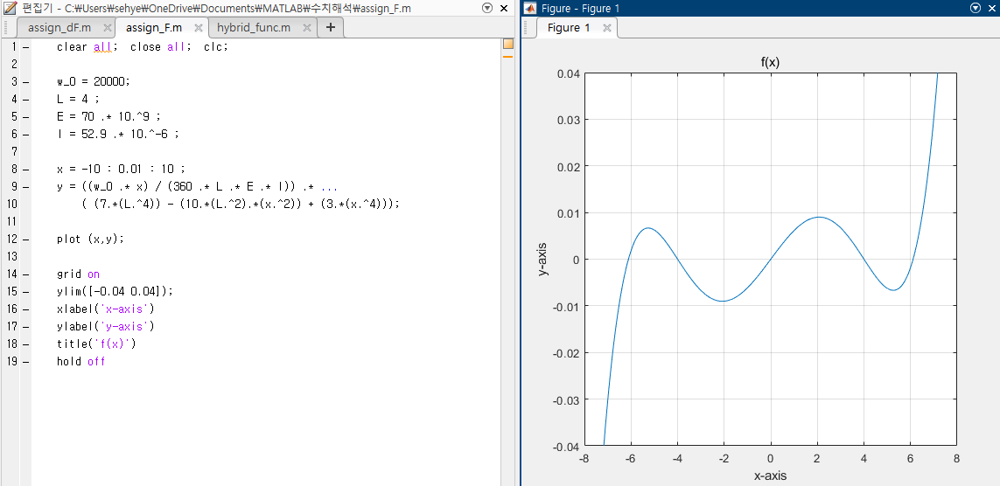 편집기 - C:₩Users₩sehye₩OneDrive₩Documents₩MATLAB₩수치해석₩assign_F.m
assign_dF.m × assign_F.m × hybrid_func.m × +
1 – clear all; close all; clc;
2
3 – w_0 = 20000;
4 – L = 4 ;
5 – E = 70 .* 10.^9 ;
6 – I = 52.9 .* 10.^-6 ;
7
8 – x = -10 : 0.01 : 10 ;
9 – y = ((w_0 .* x) / (360 .* L .* E .* I)) .* ...
10 ( (7.*(L.^4)) - (10.*(L.^2).*(x.^2)) + (3.*(x.^4)));
11
12 – plot (x,y);
13
14 – grid on
15 – ylim([-0.04 0.04]);
16 – xlabel('x-axis')
17 – ylabel('y-axis')
18 – title('f(x)')
19 – hold off
Figure - Figure 1
Figure 1 ×
f(x)
0.04
0.03
0.02
0.01
0
-0.01
-0.02
-0.03
-0.04
y-axis
-8 -6 -4 -2 0 2 4 6 8
x-axis